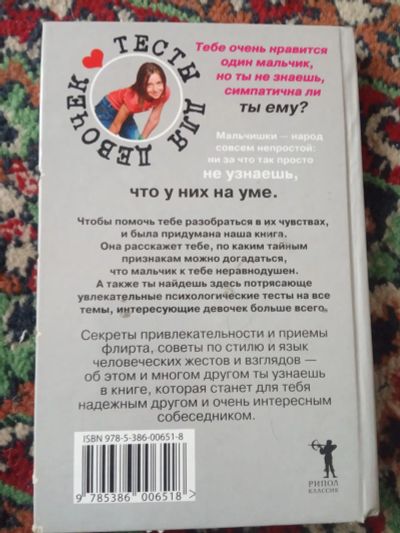 ТЕСТЫ ДЛЯ ДЕВОЧЕК
Тебе очень нравится
один мальчик,
но ты не знаешь,
симпатична ли
ты ему?
Мальчишки — народ
совсем непростой:
ни за что так просто
не узнаешь,
что у них на уме.
Чтобы помочь тебе разобраться в их чувствах,
и была придумана наша книга.
Она расскажет тебе, по каким тайным
признакам можно догадаться,
что мальчик к тебе неравнодушен.
А также ты найдешь здесь потрясающе
увлекательные психологические тесты на все
темы, интересующие девочек больше всего.
Секреты привлекательности и приемы
флирта, советы по стилю и язык
человеческих жестов и взглядов —
об этом и многом другом ты узнаешь
в книге, которая станет для тебя
надежным другом и очень интересным
собеседником.
ISBN 978-5-386-00651-8
9 785386 006518
РИПОЛ
КЛАССИК